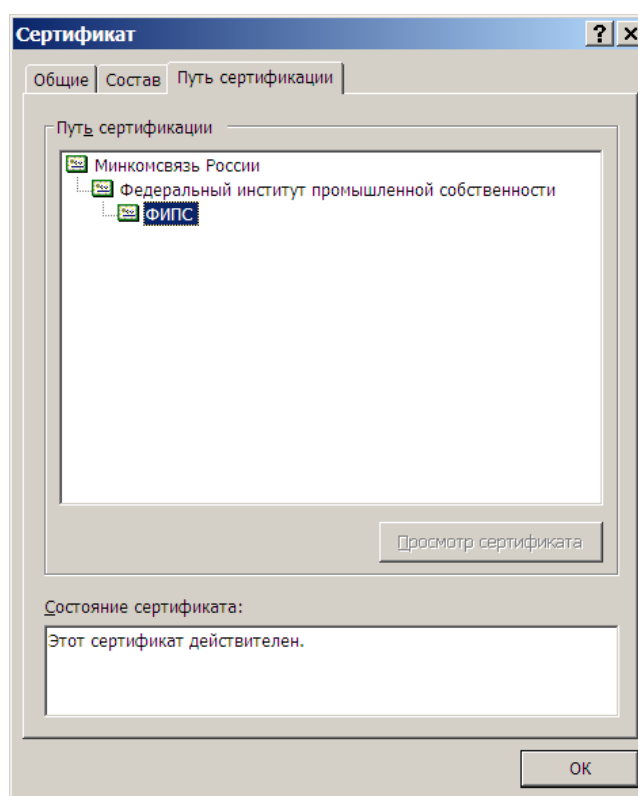 Сертификат
Общие Состав Путь сертификации
Путь сертификации
Минкомсвязь России
Федеральный институт промышленной собственности
ФИПС
Просмотр сертификата
Состояние сертификата:
Этот сертификат действителен.
ОК